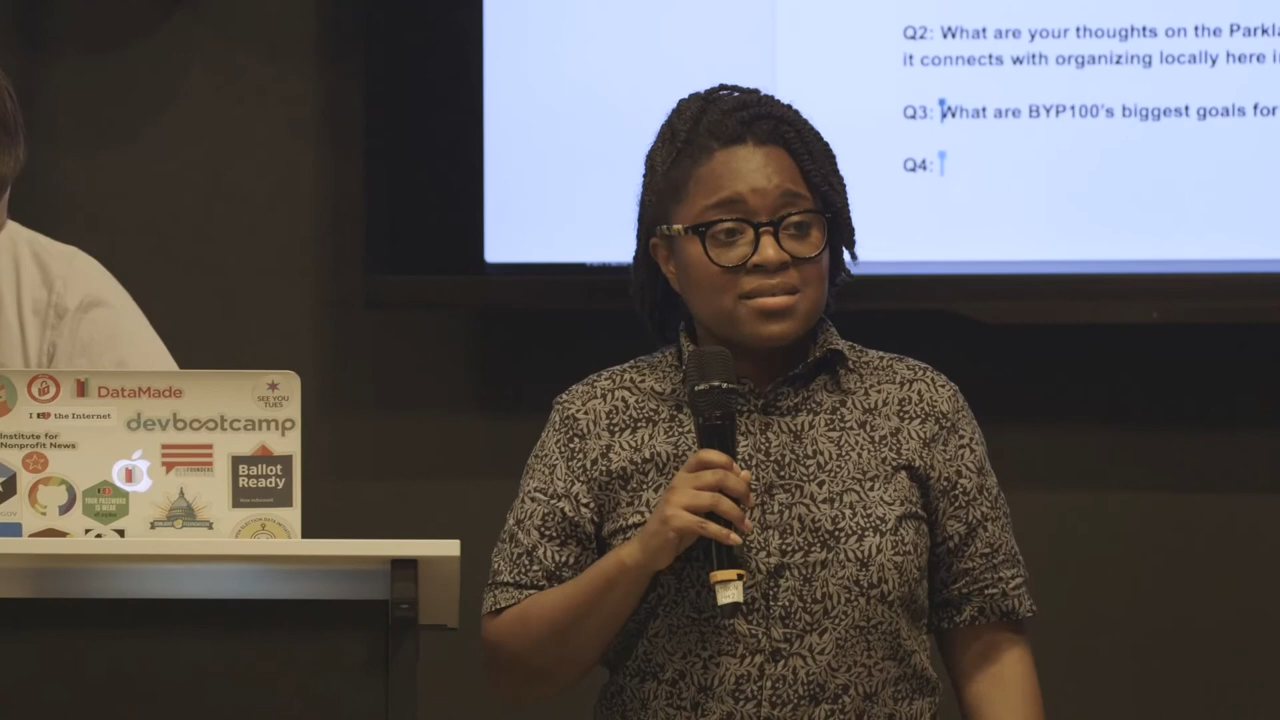 Q2: What are your thoughts on the Parkl
it connects with organizing locally here i
Q3: What are BYP100's biggest goals for
Q4:
DataMade
SEE YOU
TUES
I the Internet
devbootcamp
Institute for
Nonprofit News
Ballot
Ready
YOUR PASSWORD
IS WEAK
GOV